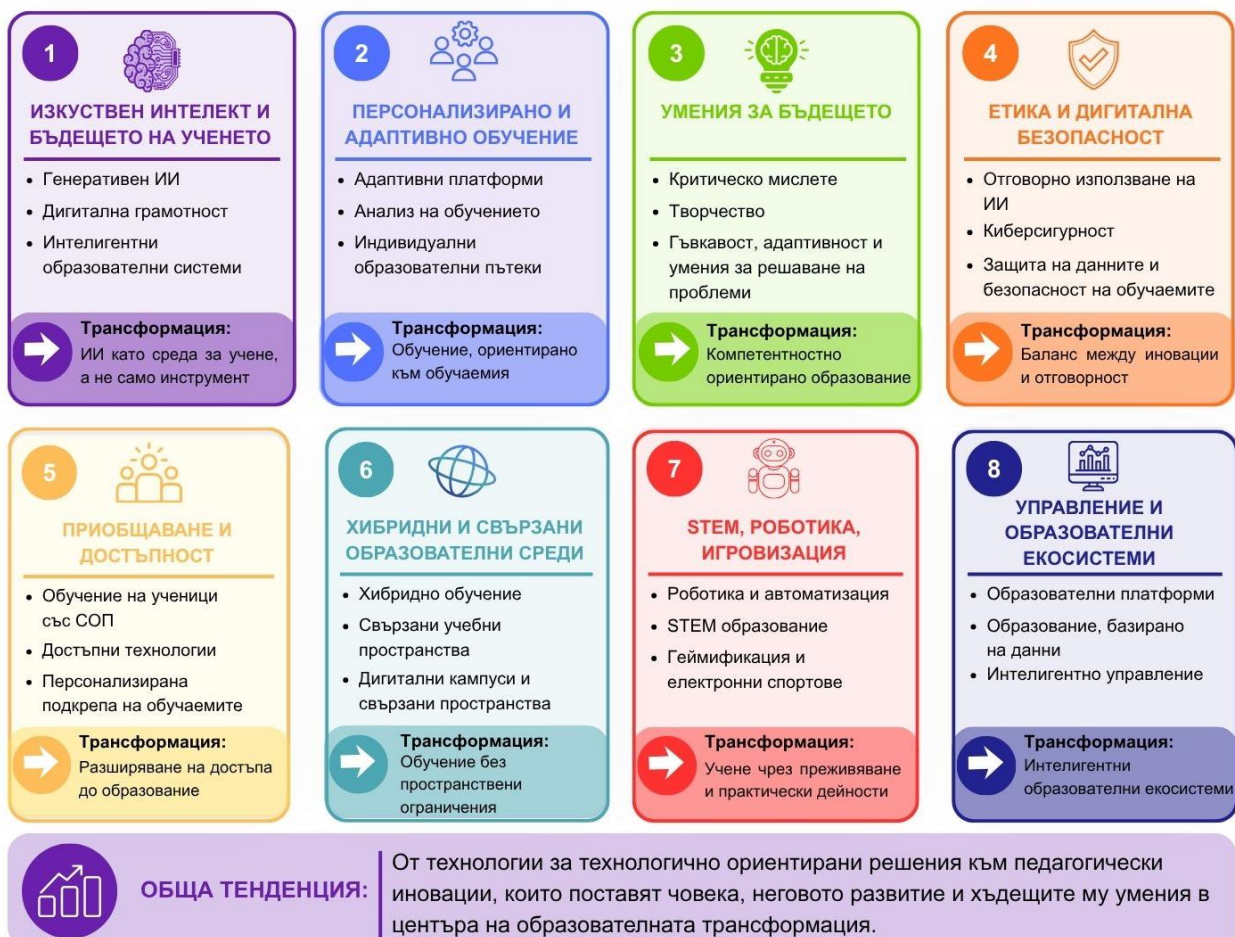 1
ИЗКУСТВЕН ИНТЕЛЕКТ И
БЪДЕЩЕТО НА УЧЕНЕТО
• Генеративен ИИ
• Дигитална грамотност
• Интелигентни
образователни системи
Трансформация:
ИИ като среда за учене,
а не само инструмент
2
ПЕРСОНАЛИЗИРАНО И
АДАПТИВНО ОБУЧЕНИЕ
• Адаптивни платформи
• Анализ на обучението
• Индивидуални
образователни пътеки
Трансформация:
Обучение, ориентирано
към обучаемия
3
УМЕНИЯ ЗА БЪДЕЩЕТО
• Критическо мислете
• Творчество
• Гъвкавост, адаптивност и
умения за решаване на
проблеми
Трансформация:
Компетентностно
ориентирано образование
4
ЕТИКА И ДИГИТАЛНА
БЕЗОПАСНОСТ
• Отговорно използване на
ИИ
• Киберсигурност
• Защита на данните и
безопасност на обучаемите
Трансформация:
Баланс между иновации
и отговорност
5
ПРИОБЩАВАНЕ И
ДОСТЪПНОСТ
• Обучение на ученици
със СОП
• Достъпни технологии
• Персонализирана
подкрепа на обучаемите
Трансформация:
Разширяване на достъпа
до образование
6
ХИБРИДНИ И СВЪРЗАНИ
ОБРАЗОВАТЕЛНИ СРЕДИ
• Хибридно обучение
• Свързани учебни
пространства
• Дигитални кампуси и
свързани пространства
Трансформация:
Обучение без
пространствени
ограничения
7
STEM, РОБОТИКА,
ИГРОВИЗАЦИЯ
• Роботика и автоматизация
• STEM образование
• Геймификация и
електронни спортове
Трансформация:
Учене чрез преживяване
и практически дейности
8
УПРАВЛЕНИЕ И
ОБРАЗОВАТЕЛНИ
ЕКОСИСТЕМИ
• Образователни платформи
• Образование, базирано
на данни
• Интелигентно управление
Трансформация:
Интелигентни
образователни екосистеми
ОБЩА ТЕНДЕНЦИЯ:
От технологии за технологично ориентирани решения към педагогически
иновации, които поставят човека, неговото развитие и хъдещите му умения в
центъра на образователната трансформация.